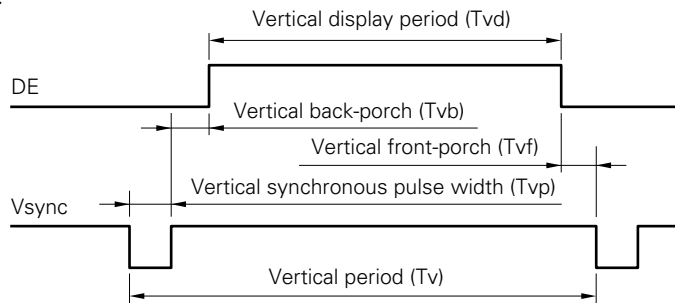 Vertical display period (Tvd)
DE
Vertical back-porch (Tvb)
Vertical front-porch (Tvf)
Vertical synchronous pulse width (Tvp)
Vsync
Vertical period (Tv)